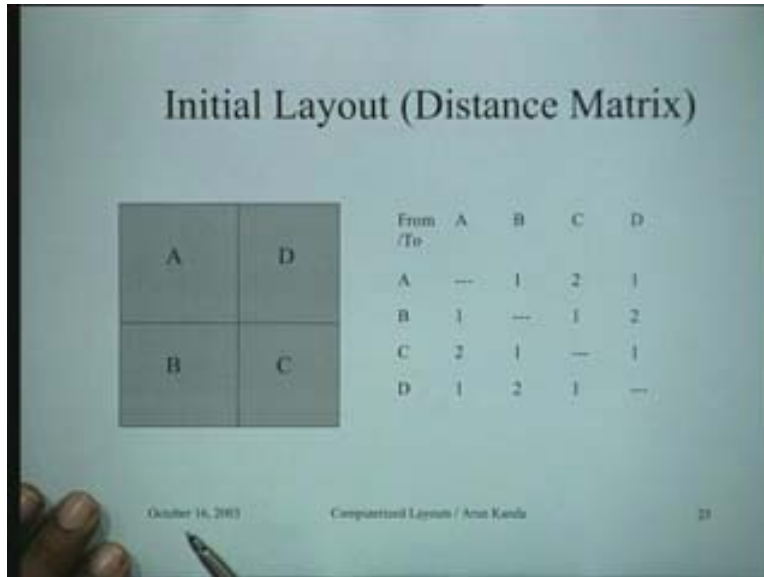 Initial Layout (Distance Matrix)
A D
B C
From /To A B C D
A --- 1 2 1
B 1 --- 1 2
C 2 1 --- 1
D 1 2 1 ---
October 16, 2003 Computerized Layouts / Arun Kanda